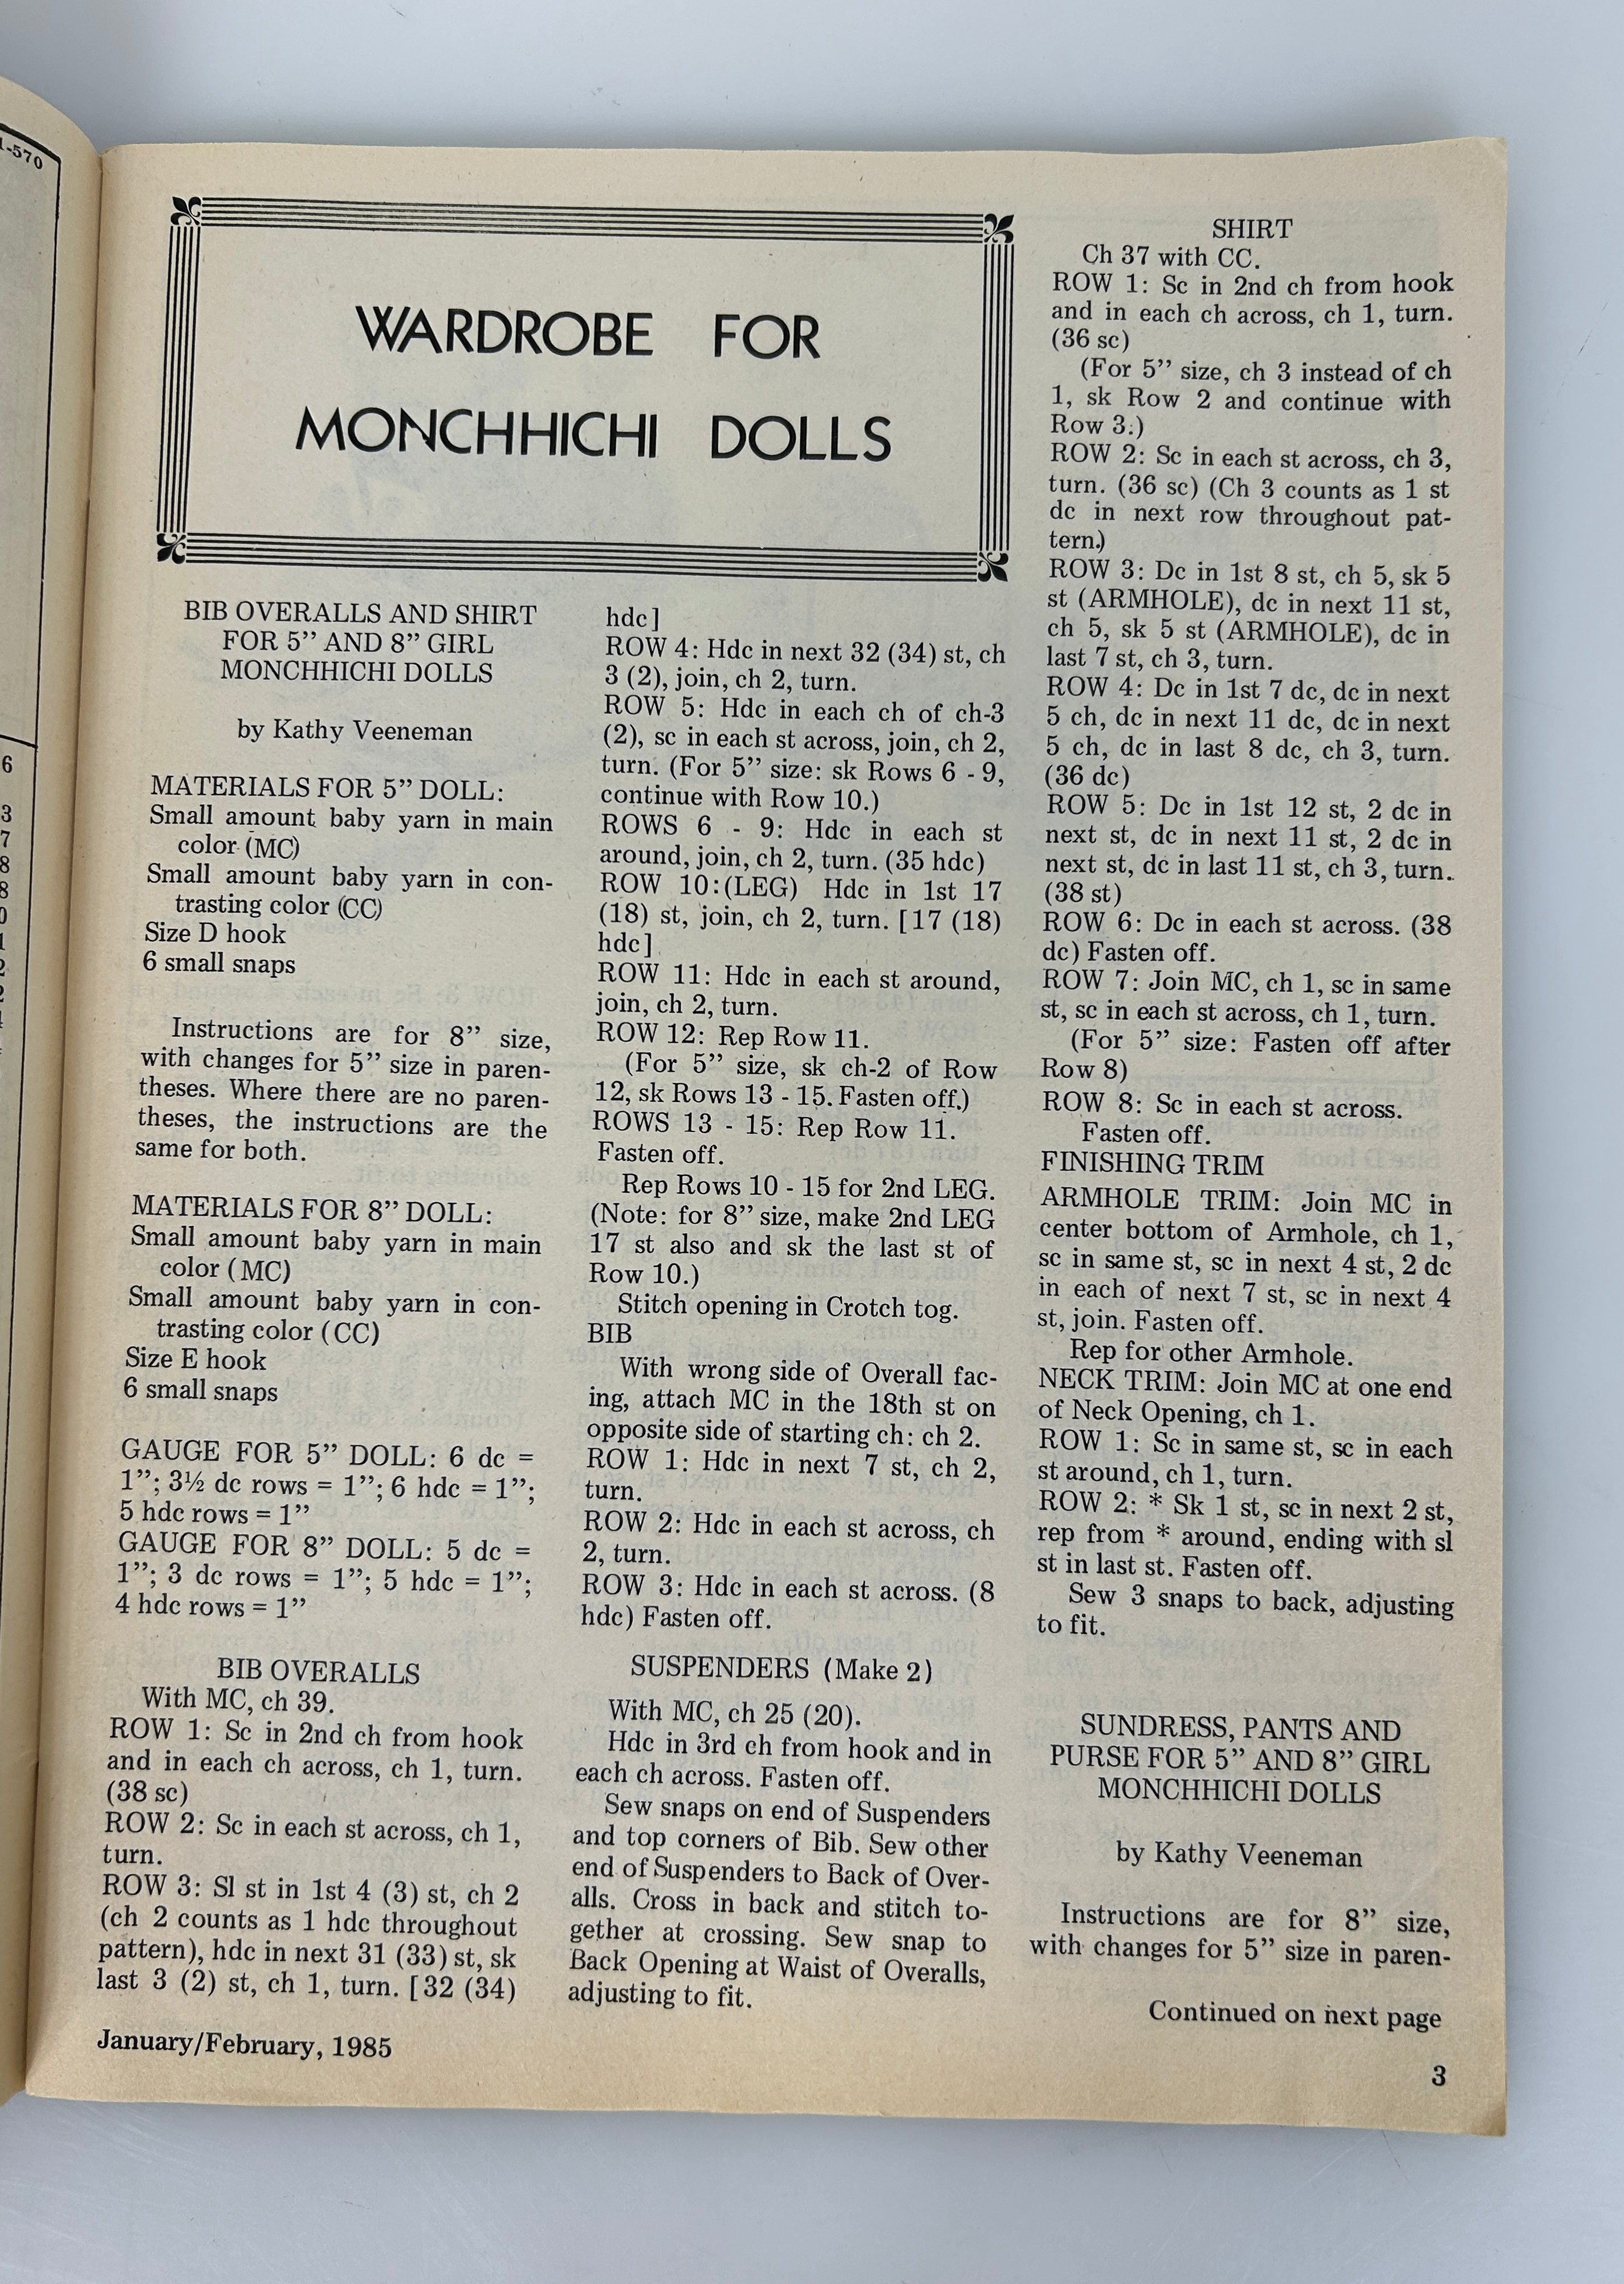 1-570
6
3
7
8
8
0
1
2
2
WARDROBE FOR
MONCHHICHI DOLLS
BIB OVERALLS AND SHIRT
FOR 5” AND 8” GIRL
MONCHHICHI DOLLS
by Kathy Veeneman
MATERIALS FOR 5” DOLL:
Small amount baby yarn in main
color (MC)
Small amount baby yarn in con-
trasting color (CC)
Size D hook
6 small snaps
Instructions are for 8” size,
with changes for 5” size in paren-
theses. Where there are no paren-
theses, the instructions are the
same for both.
MATERIALS FOR 8” DOLL:
Small amount baby yarn in main
color (MC)
Small amount baby yarn in con-
trasting color (CC)
Size E hook
6 small snaps
GAUGE FOR 5” DOLL: 6 dc =
1”; 3½ dc rows = 1”; 6 hdc = 1”;
5 hdc rows = 1”
GAUGE FOR 8” DOLL: 5 dc =
1”; 3 dc rows = 1”; 5 hdc = 1”;
4 hdc rows = 1”
BIB OVERALLS
With MC, ch 39.
ROW 1: Sc in 2nd ch from hook
and in each ch across, ch 1, turn.
(38 sc)
ROW 2: Sc in each st across, ch 1,
turn.
ROW 3: Sl st in 1st 4 (3) st, ch 2
(ch 2 counts as 1 hdc throughout
pattern), hdc in next 31 (33) st, sk
last 3 (2) st, ch 1, turn. [32 (34)
hdc]
ROW 4: Hdc in next 32 (34) st, ch
3 (2), join, ch 2, turn.
ROW 5: Hdc in each ch of ch-3
(2), sc in each st across, join, ch 2,
turn. (For 5” size: sk Rows 6 - 9,
continue with Row 10.)
ROWS 6 - 9: Hdc in each st
around, join, ch 2, turn. (35 hdc)
ROW 10:(LEG) Hdc in 1st 17
(18) st, join, ch 2, turn. [17 (18)
hdc]
ROW 11: Hdc in each st around,
join, ch 2, turn.
ROW 12: Rep Row 11.
(For 5” size, sk ch-2 of Row
12, sk Rows 13 - 15. Fasten off.)
ROWS 13 - 15: Rep Row 11.
Fasten off.
Rep Rows 10 - 15 for 2nd LEG.
(Note: for 8” size, make 2nd LEG
17 st also and sk the last st of
Row 10.)
Stitch opening in Crotch tog.
BIB
With wrong side of Overall fac-
ing, attach MC in the 18th st on
opposite side of starting ch: ch 2.
ROW 1: Hdc in next 7 st, ch 2,
turn.
ROW 2: Hdc in each st across, ch
2, turn.
ROW 3: Hdc in each st across. (8
hdc) Fasten off.
SUSPENDERS (Make 2)
With MC, ch 25 (20).
Hdc in 3rd ch from hook and in
each ch across. Fasten off.
Sew snaps on end of Suspenders
and top corners of Bib. Sew other
end of Suspenders to Back of Over-
alls. Cross in back and stitch to-
gether at crossing. Sew snap to
Back Opening at Waist of Overalls,
adjusting to fit.
SHIRT
Ch 37 with CC.
ROW 1: Sc in 2nd ch from hook
and in each ch across, ch 1, turn.
(36 sc)
(For 5” size, ch 3 instead of ch
1, sk Row 2 and continue with
Row 3.)
ROW 2: Sc in each st across, ch 3,
turn. (36 sc) (Ch 3 counts as 1 st
dc in next row throughout pat-
tern.)
ROW 3: Dc in 1st 8 st, ch 5, sk 5
st (ARMHOLE), dc in next 11 st,
ch 5, sk 5 st (ARMHOLE), dc in
last 7 st, ch 3, turn.
ROW 4: Dc in 1st 7 dc, dc in next
5 ch, dc in next 11 dc, dc in next
5 ch, dc in last 8 dc, ch 3, turn.
(36 dc)
ROW 5: Dc in 1st 12 st, 2 dc in
next st, dc in next 11 st, 2 dc in
next st, dc in last 11 st, ch 3, turn.
(38 st)
ROW 6: Dc in each st across. (38
dc) Fasten off.
ROW 7: Join MC, ch 1, sc in same
st, sc in each st across, ch 1, turn.
(For 5” size: Fasten off after
Row 8)
ROW 8: Sc in each st across.
Fasten off.
FINISHING TRIM
ARMHOLE TRIM: Join MC in
center bottom of Armhole, ch 1,
sc in same st, sc in next 4 st, 2 dc
in each of next 7 st, sc in next 4
st, join. Fasten off.
Rep for other Armhole.
NECK TRIM: Join MC at one end
of Neck Opening, ch 1.
ROW 1: Sc in same st, sc in each
st around, ch 1, turn.
ROW 2: * Sk 1 st, sc in next 2 st,
rep from * around, ending with sl
st in last st. Fasten off.
Sew 3 snaps to back, adjusting
to fit.
SUNDRESS, PANTS AND
PURSE FOR 5” AND 8” GIRL
MONCHHICHI DOLLS
by Kathy Veeneman
Instructions are for 8” size,
with changes for 5” size in paren-
Continued on next page
January/February, 1985
3